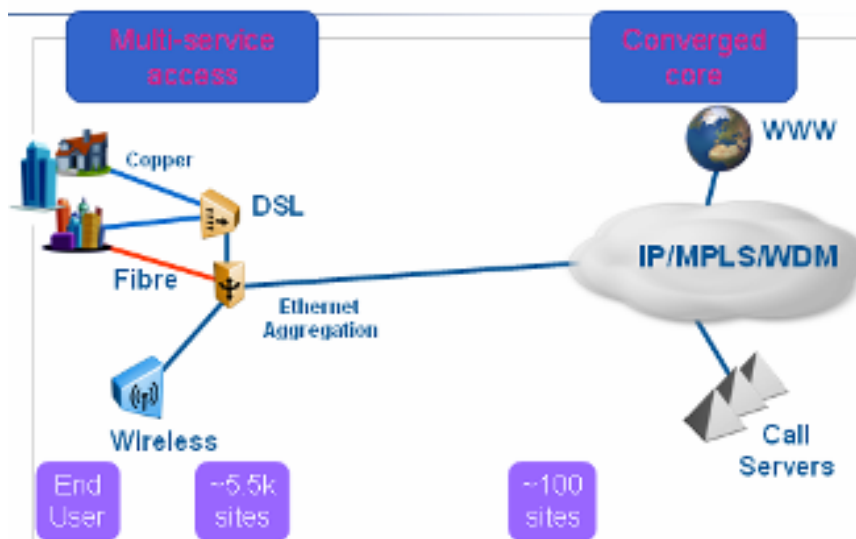 Multi-service
access
Converged
core
WWW
Copper
DSL
IP/MPLS/WDM
Fibre
Ethernet
Aggregation
Wireless
Call
Servers
End
User
~5.5k
sites
~100
sites